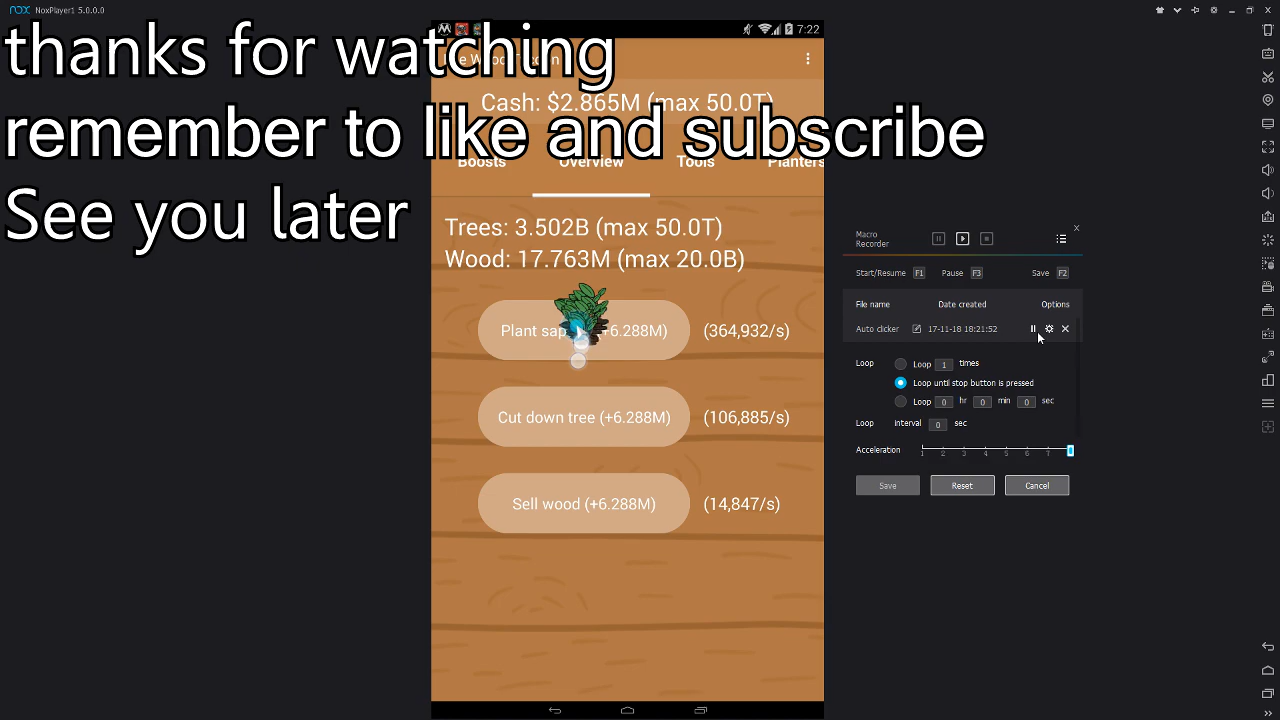 nox NoxPlayer1 5.0.0.0
thanks for watching
remember to like and subscribe
See you later
7:22
Cash: $2.865M (max 50.0T)
Boosts Overview Tools Planters
Trees: 3.502B (max 50.0T)
Wood: 17.763M (max 20.0B)
Plant sap +6.288M) (364,932/s)
Cut down tree (+6.288M) (106,885/s)
Sell wood (+6.288M) (14,847/s)
Macro
Recorder
Start/Resume F1 Pause F3 Save F2
File name Date created Options
Auto clicker 17-11-18 18:21:52
Loop Loop 1 times
Loop until stop button is pressed
Loop 0 hr 0 min 0 sec
Loop interval 0 sec
Acceleration 1 2 3 4 5 6 7
Save Reset Cancel